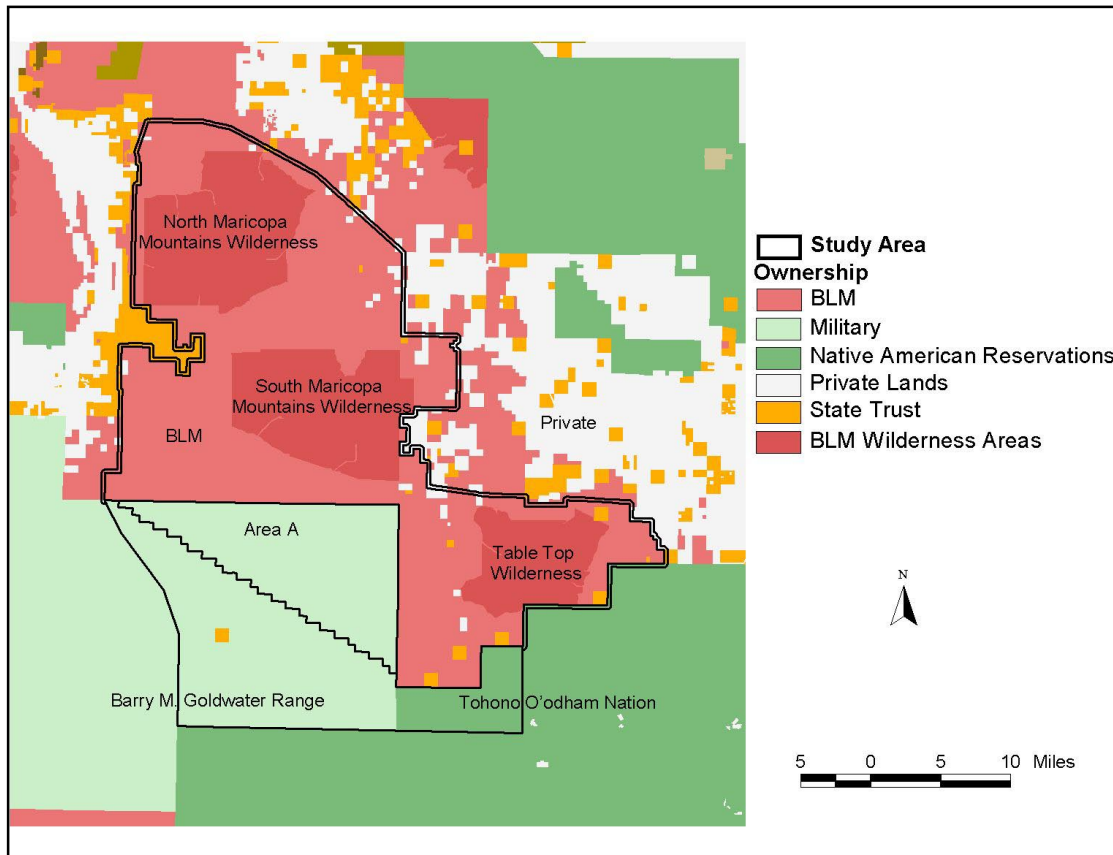 North Maricopa
Mountains Wilderness
South Maricopa
Mountains Wilderness
BLM
Private
Area A
Table Top
Wilderness
Barry M. Goldwater Range
Tohono O'odham Nation
Study Area
Ownership
BLM
Military
Native American Reservations
Private Lands
State Trust
BLM Wilderness Areas
N
5 0 5 10 Miles